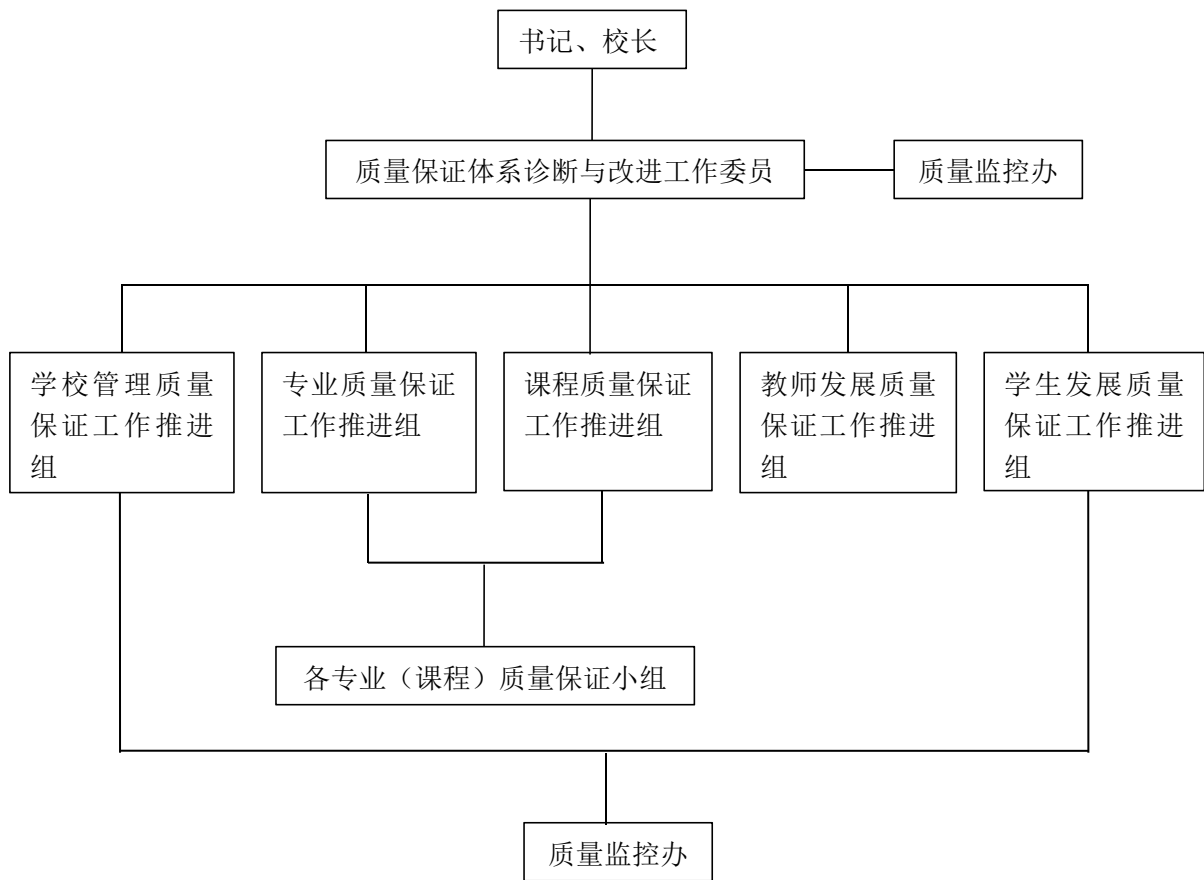 书记、校长
质量保证体系诊断与改进工作委员
质量监控办
学校管理质量
保证工作推进
组
专业质量保证
工作推进组
课程质量保证
工作推进组
教师发展质量
保证工作推进
组
学生发展质量
保证工作推进
组
各专业（课程）质量保证小组
质量监控办